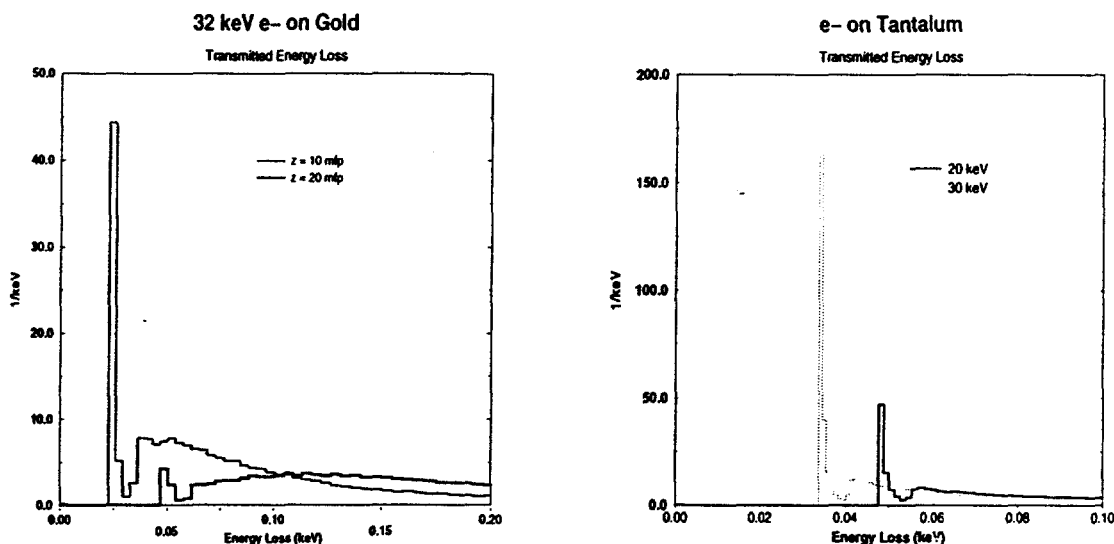 32 keV e− on Gold
Transmitted Energy Loss
50.0
40.0
30.0
20.0
10.0
0.0
1/keV
z = 10 mfp
z = 20 mfp
0.00
0.05
0.10
0.15
0.20
Energy Loss (keV)
e− on Tantalum
Transmitted Energy Loss
200.0
150.0
100.0
50.0
0.0
1/keV
20 keV
30 keV
0.00
0.02
0.04
0.06
0.08
0.10
Energy Loss (keV)